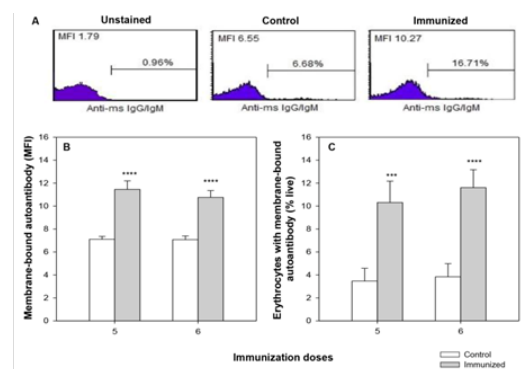 A
Unstained
Control
Immunized
MFI 1.79
0.96%
MFI 6.55
6.68%
MFI 10.27
16.71%
Anti-ms IgG/IgM
Anti-ms IgG/IgM
Anti-ms IgG/IgM
Membrane-bound autoantibody (MFI)
16
14
12
10
8
6
4
2
0
B
****
****
5
6
Erythrocytes with membrane-bound
autoantibody (% live)
16
14
12
10
8
6
4
2
0
C
***
****
5
6
Immunization doses
Control
Immunized